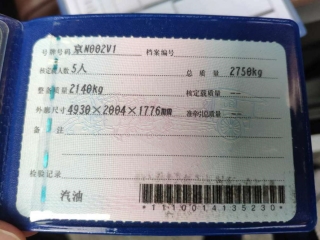 号牌号码 京N00ZV1 档案编号
核定载人数 5人 总质量 2750kg
整备质量 2140kg 核定载质量 --
外廓尺寸 4930×2004×1776mm 准牵引总质量 --
备注
检验记录
汽油
*1110014135230*